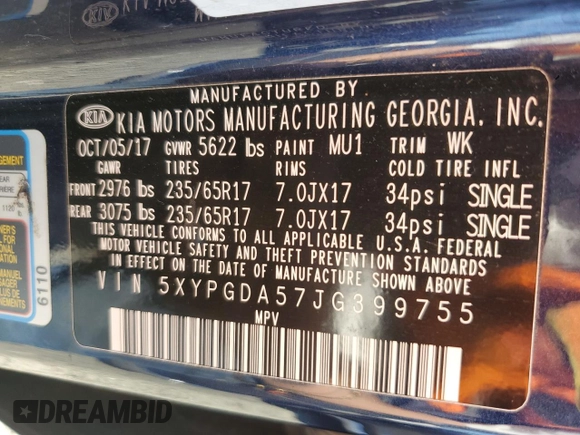 KIA
MANUFACTURED BY
KIA KIA MOTORS MANUFACTURING GEORGIA, INC.
OCT/05/17 GVWR 5622 lbs PAINT MU1 TRIM WK
GAWR TIRES RIMS COLD TIRE INFL
FRONT 2976 lbs 235/65R17 7.0JX17 34psi SINGLE
REAR 3075 lbs 235/65R17 7.0JX17 34psi SINGLE
THIS VEHICLE CONFORMS TO ALL APPLICABLE U.S.A. FEDERAL
MOTOR VEHICLE SAFETY AND THEFT PREVENTION STANDARDS
IN EFFECT ON THE DATE OF MANUFACTURE SHOWN ABOVE
VIN 5XYPGDA57JG399755
MPV
6110
DREAMBID